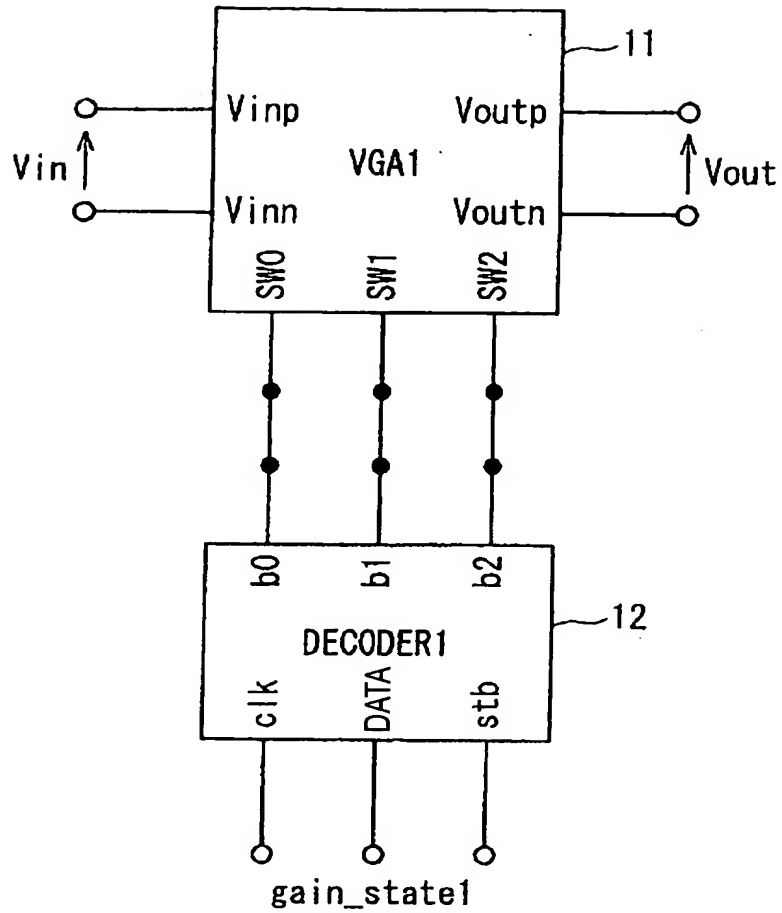 11
Vinp
Voutp
Vin
VGA1
Vout
Vinn
Voutn
SW0
SW1
SW2
b0
b1
b2
12
DECODER1
clk
DATA
stb
gain_state1